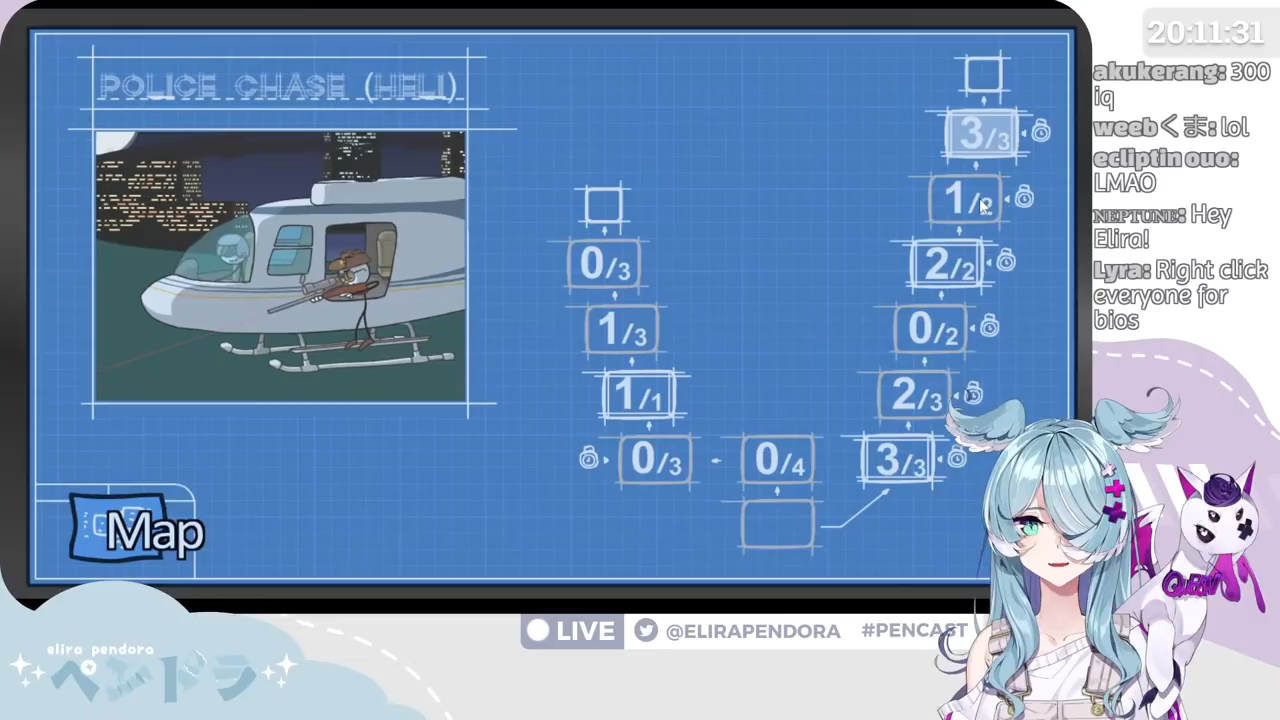 20:11:31
POLICE CHASE (HELI)
akukerang: 300
iq
weebくま: lol
ecliptin ouo:
LMAO
NEPTUNE: Hey
Elira!
Lyra: Right click
everyone for
bios
3/3
1/
2/2
0/2
2/3
3/3
0/3
1/3
1/1
0/3
0/4
Map
LIVE
@ELIRAPENDORA
#PENCAST
elira pendora
ペンドラ
QUEEN